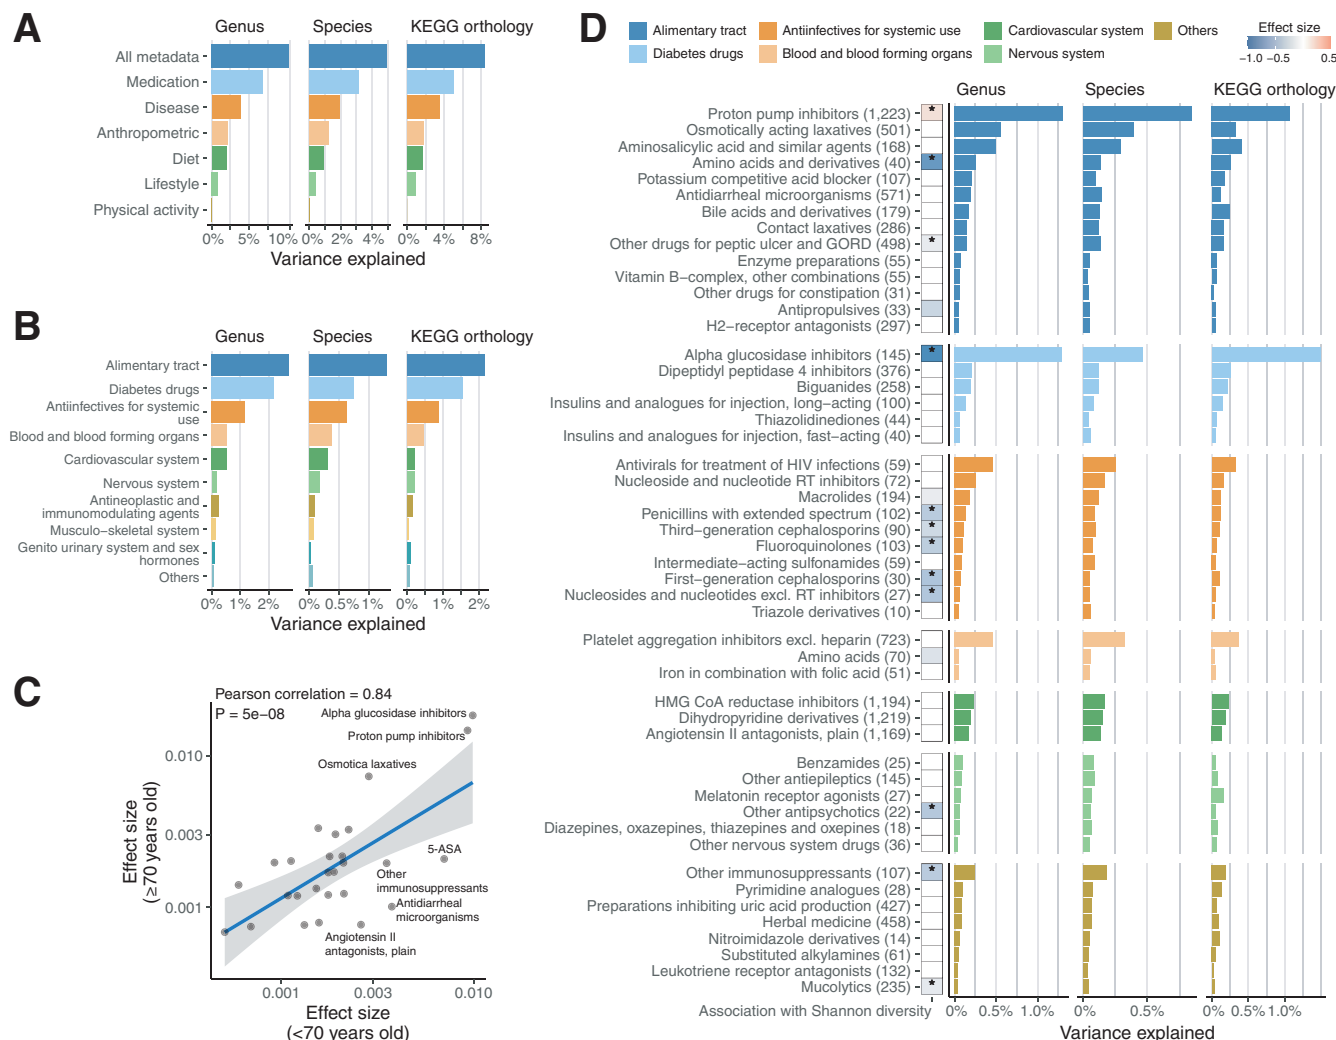 A
Genus
Species
KEGG orthology
All metadata
Medication
Disease
Anthropometric
Diet
Lifestyle
Physical activity
0% 5% 10% 0% 2% 4% 0% 4% 8%
Variance explained
B
Genus
Species
KEGG orthology
Alimentary tract
Diabetes drugs
Antiinfectives for systemic
use
Blood and blood forming organs
Cardiovascular system
Nervous system
Antineoplastic and
immunomodulating agents
Musculo−skeletal system
Genito urinary system and sex
hormones
Others
0% 1% 2% 0% 0.5% 1% 0% 1% 2%
Variance explained
C
Pearson correlation = 0.84
P = 5e−08
Alpha glucosidase inhibitors
Proton pump inhibitors
Osmotica laxatives
5-ASA
Other
immunosuppressants
Antidiarrheal
microorganisms
Angiotensin II
antagonists, plain
0.010
0.003
0.001
Effect size
(≥70 years old)
0.001 0.003 0.010
Effect size
(<70 years old)
D
Alimentary tract
Diabetes drugs
Antiinfectives for systemic use
Blood and blood forming organs
Cardiovascular system
Nervous system
Others
Effect size
−1.0 −0.5 0.5
Genus
Species
KEGG orthology
Proton pump inhibitors (1,223) *
Osmotically acting laxatives (501)
Aminosalicylic acid and similar agents (168)
Amino acids and derivatives (40) *
Potassium competitive acid blocker (107)
Antidiarrheal microorganisms (571)
Bile acids and derivatives (179)
Contact laxatives (286)
Other drugs for peptic ulcer and GORD (498) *
Enzyme preparations (55)
Vitamin B−complex, other combinations (55)
Other drugs for constipation (31)
Antipropulsives (33)
H2−receptor antagonists (297)
Alpha glucosidase inhibitors (145) *
Dipeptidyl peptidase 4 inhibitors (376)
Biguanides (258)
Insulins and analogues for injection, long−acting (100)
Thiazolidinediones (44)
Insulins and analogues for injection, fast−acting (40)
Antivirals for treatment of HIV infections (59)
Nucleoside and nucleotide RT inhibitors (72)
Macrolides (194)
Penicillins with extended spectrum (102) *
Third−generation cephalosporins (90) *
Fluoroquinolones (103) *
Intermediate−acting sulfonamides (59)
First−generation cephalosporins (30) *
Nucleosides and nucleotides excl. RT inhibitors (27) *
Triazole derivatives (10)
Platelet aggregation inhibitors excl. heparin (723)
Amino acids (70)
Iron in combination with folic acid (51)
HMG CoA reductase inhibitors (1,194)
Dihydropyridine derivatives (1,219)
Angiotensin II antagonists, plain (1,169)
Benzamides (25)
Other antiepileptics (145)
Melatonin receptor agonists (27)
Other antipsychotics (22) *
Diazepines, oxazepines, thiazepines and oxepines (18)
Other nervous system drugs (36)
Other immunosuppressants (107) *
Pyrimidine analogues (28)
Preparations inhibiting uric acid production (427)
Herbal medicine (458)
Nitroimidazole derivatives (14)
Substituted alkylamines (61)
Leukotriene receptor antagonists (132)
Mucolytics (235) *
Association with Shannon diversity
0% 0.5% 1.0% 0% 0.5% 0% 0.5% 1.0%
Variance explained